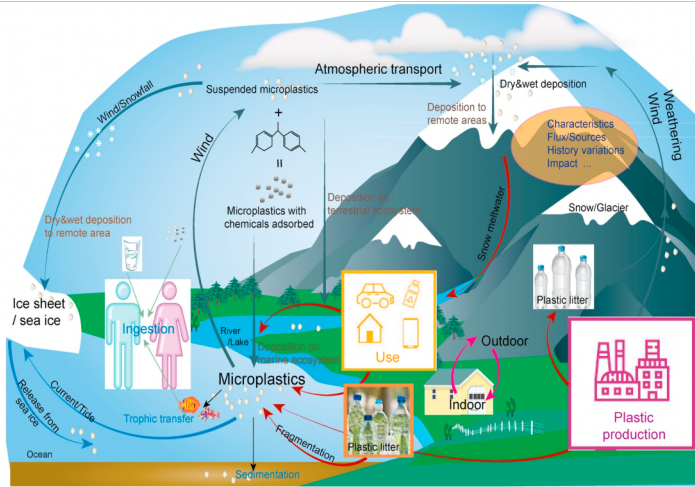 Atmospheric transport
Wind/Snowfall
Suspended microplastics
Dry&wet deposition
Deposition to
remote areas
Weathering
Wind
Wind
+
Characteristics
Flux/Sources
History variations
Impact ...
=
Microplastics with
chemicals adsorbed
Deposition on
terrestrial ecosystem
Snow meltwater
Snow/Glacier
Dry&wet deposition
to remote area
Ice sheet
/ sea ice
Ingestion
River
/Lake
Deposition on
marine ecosystem
Use
Plastic litter
Outdoor
Indoor
Plastic
production
Microplastics
Trophic transfer
Current/Tide
Release from
sea ice
Plastic litter
Fragmentation
Ocean
Sedimentation